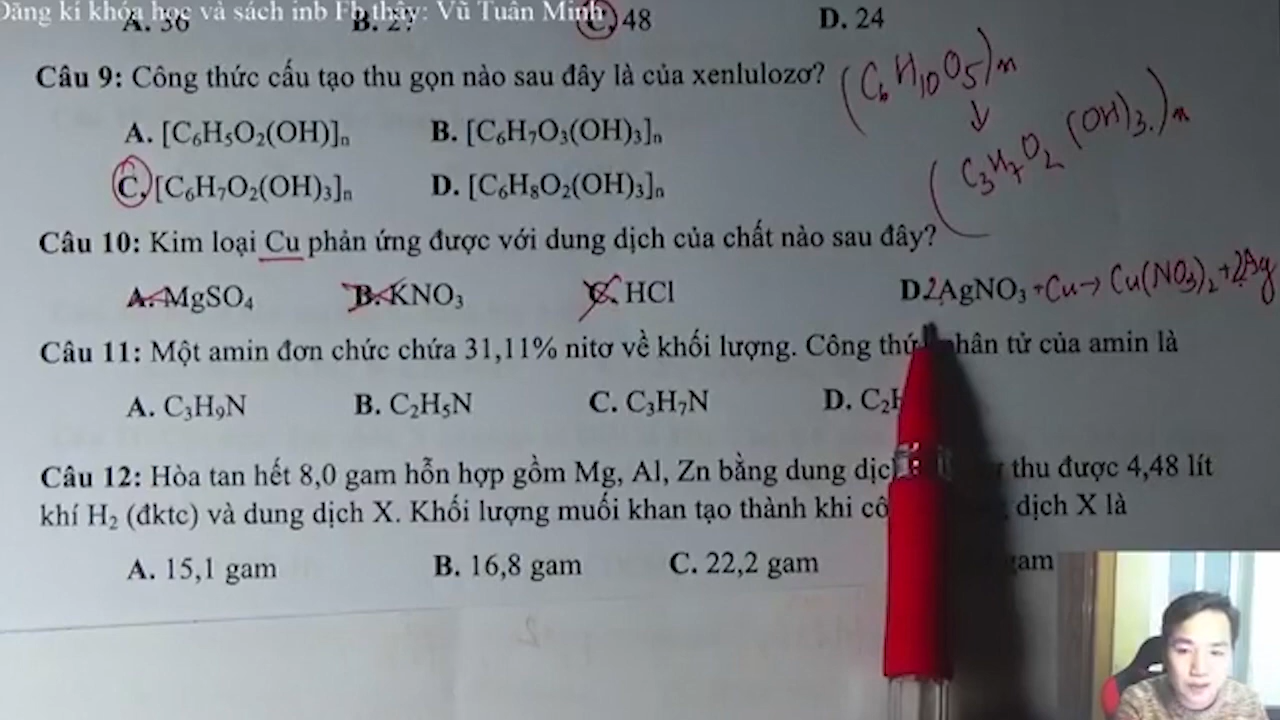 Đăng kí khóa học và sách inb Fb thầy: Vũ Tuấn Minh
A. 36 B. 27 C. 48 D. 24
Câu 9: Công thức cấu tạo thu gọn nào sau đây là của xenlulozơ? (C₆H₁₀O₅)n
↓
A. [C₆H₅O₂(OH)]ₙ B. [C₆H₇O₃(OH)₃]ₙ (C₃H₇O₂(OH)₃)n
C. [C₆H₇O₂(OH)₃]ₙ D. [C₆H₈O₂(OH)₃]ₙ
Câu 10: Kim loại Cu phản ứng được với dung dịch của chất nào sau đây?
A. MgSO₄ B. KNO₃ C. HCl D. 2AgNO₃ + Cu → Cu(NO₃)₂ + 2Ag
Câu 11: Một amin đơn chức chứa 31,11% nitơ về khối lượng. Công thứ phân tử của amin là
A. C₃H₉N B. C₂H₅N C. C₃H₇N D. C₂H
Câu 12: Hòa tan hết 8,0 gam hỗn hợp gồm Mg, Al, Zn bằng dung dịc thu được 4,48 lít
khí H₂ (đktc) và dung dịch X. Khối lượng muối khan tạo thành khi cô dịch X là
A. 15,1 gam B. 16,8 gam C. 22,2 gam gam